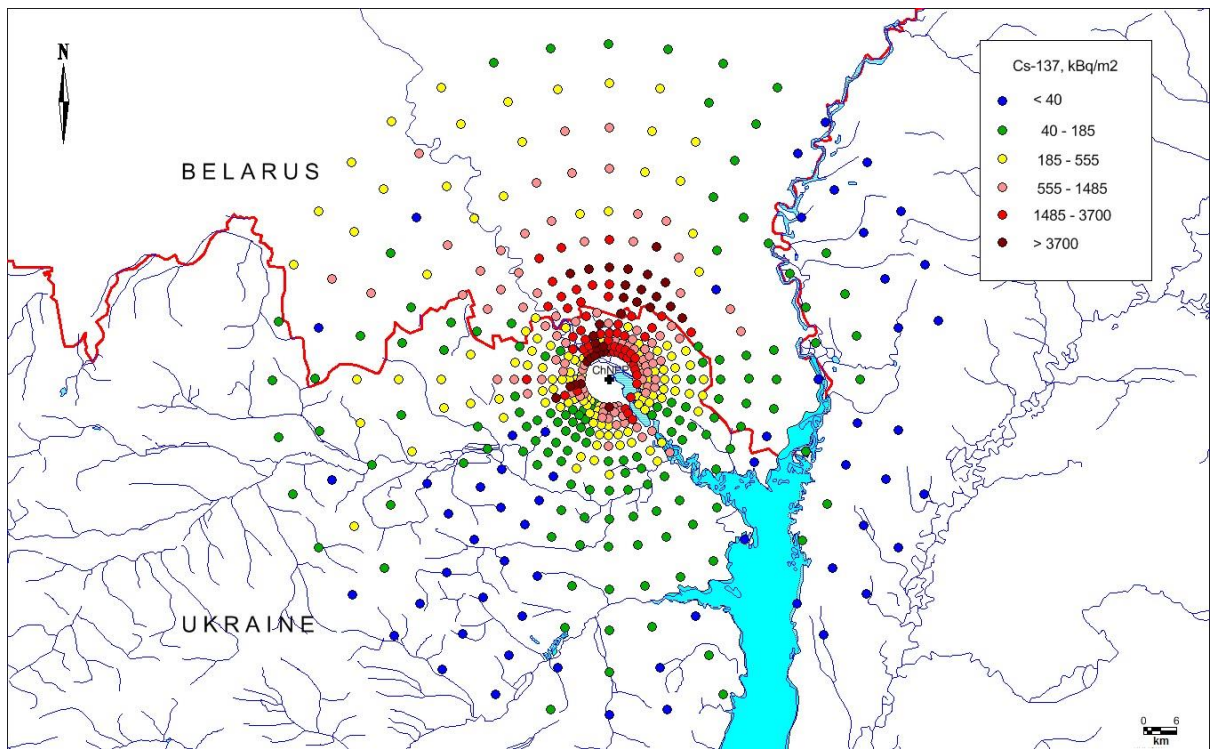 N
Cs-137, kBq/m2
< 40
40 - 185
185 - 555
555 - 1485
1485 - 3700
> 3700
BELARUS
ChNPP
UKRAINE
0 6
km